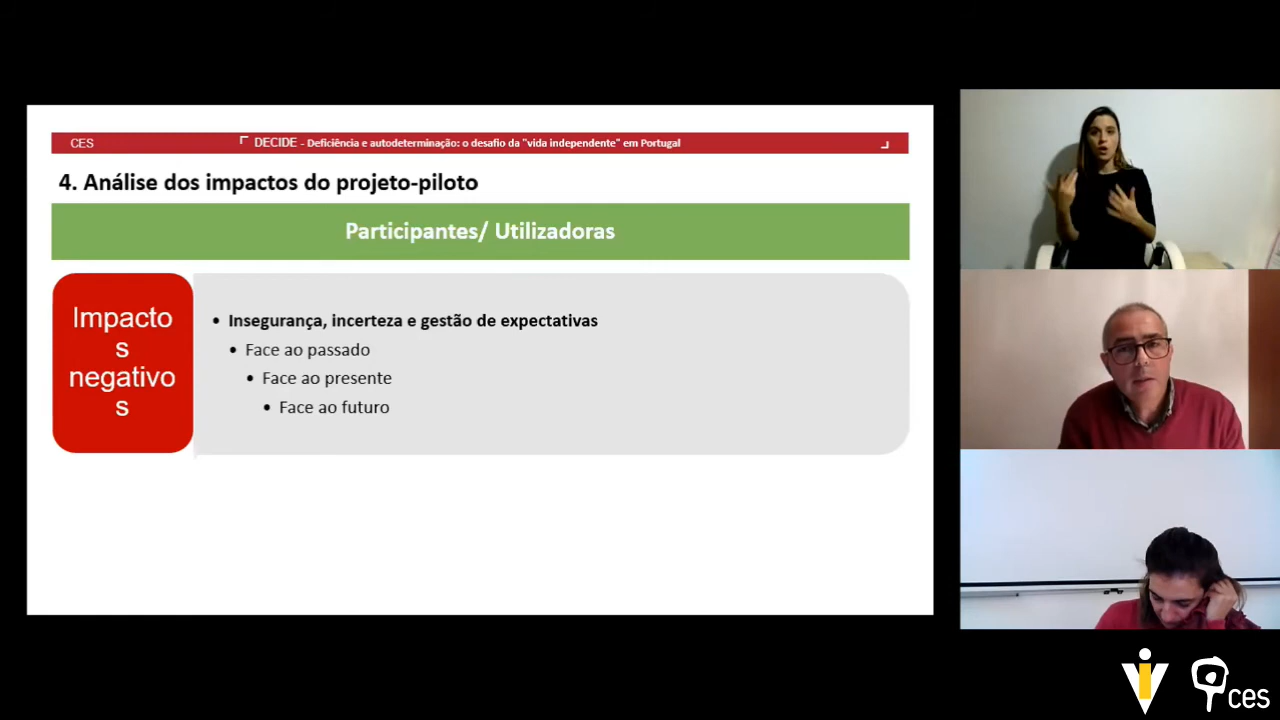 CES
DECIDE - Deficiência e autodeterminação: o desafio da "vida independente" em Portugal
4. Análise dos impactos do projeto-piloto
Participantes/ Utilizadoras
Impacto
s
negativo
s
• Insegurança, incerteza e gestão de expectativas
• Face ao passado
• Face ao presente
• Face ao futuro
iV
ces